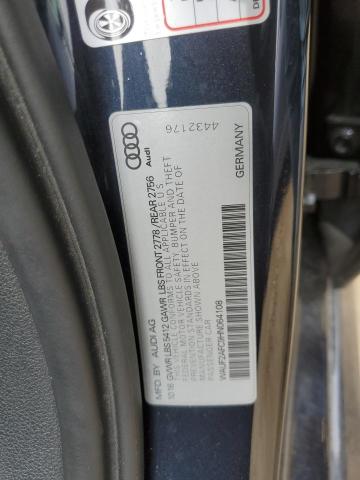 Audi
4432176
GERMANY
MFD. BY AUDI AG
10/16 GVWR LBS 5412 GAWR LBS FRONT 2778 / REAR 2756
THIS VEHICLE CONFORMS TO ALL APPLICABLE U.S.
FEDERAL MOTOR VEHICLE SAFETY, BUMPER AND THEFT
PREVENTION STANDARDS IN EFFECT ON THE DATE OF
MANUFACTURE SHOWN ABOVE
PASSENGER CAR